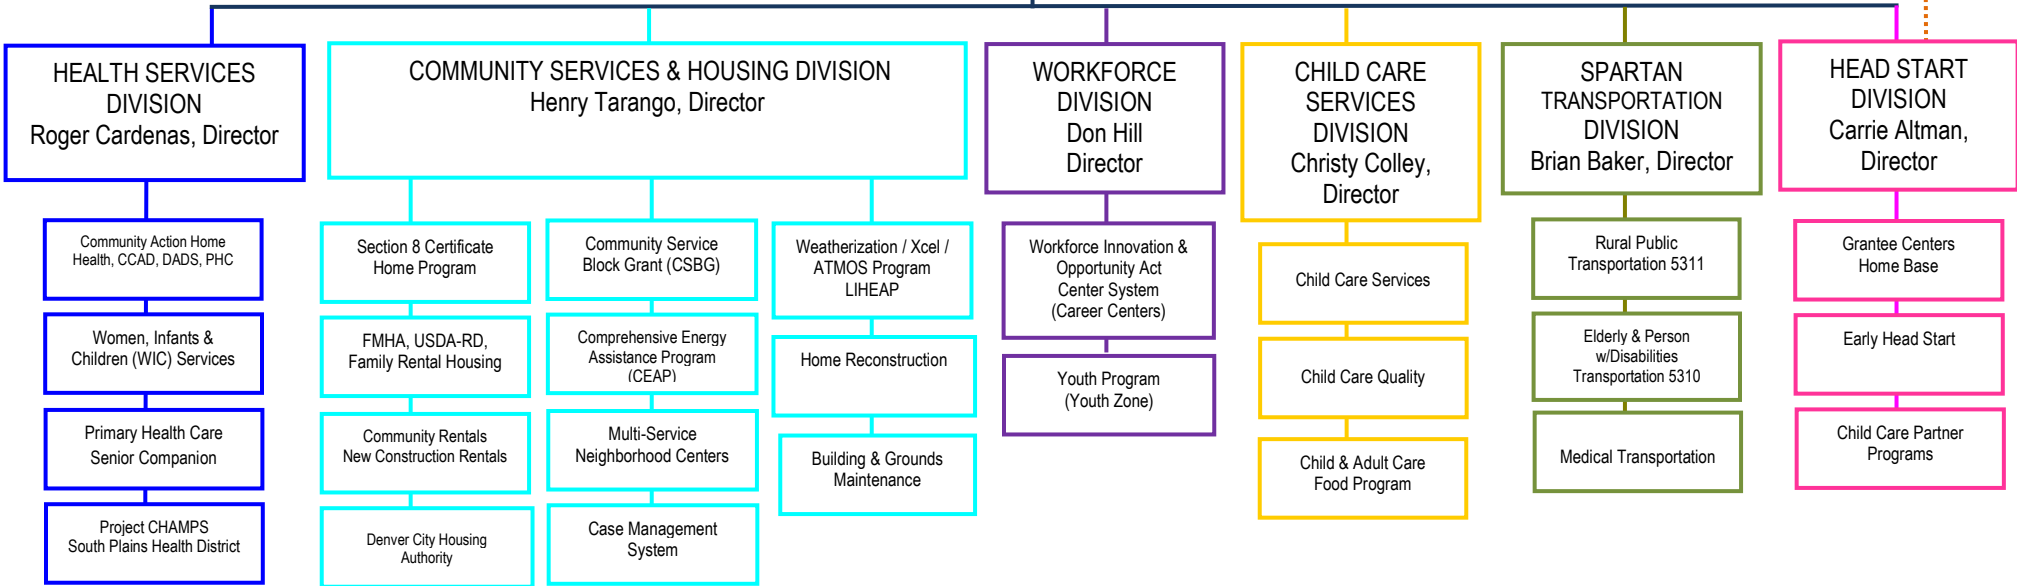 HEALTH SERVICES
DIVISION
Roger Cardenas, Director
Community Action Home
Health, CCAD, DADS, PHC
Women, Infants &
Children (WIC) Services
Primary Health Care
Senior Companion
Project CHAMPS
South Plains Health District
COMMUNITY SERVICES & HOUSING DIVISION
Henry Tarango, Director
Section 8 Certificate
Home Program
FMHA, USDA-RD,
Family Rental Housing
Community Rentals
New Construction Rentals
Denver City Housing
Authority
Community Service
Block Grant (CSBG)
Comprehensive Energy
Assistance Program
(CEAP)
Multi-Service
Neighborhood Centers
Case Management
System
Weatherization / Xcel /
ATMOS Program
LIHEAP
Home Reconstruction
Building & Grounds
Maintenance
WORKFORCE
DIVISION
Don Hill
Director
Workforce Innovation &
Opportunity Act
Center System
(Career Centers)
Youth Program
(Youth Zone)
CHILD CARE
SERVICES
DIVISION
Christy Colley,
Director
Child Care Services
Child Care Quality
Child & Adult Care
Food Program
SPARTAN
TRANSPORTATION
DIVISION
Brian Baker, Director
Rural Public
Transportation 5311
Elderly & Person
w/Disabilities
Transportation 5310
Medical Transportation
HEAD START
DIVISION
Carrie Altman,
Director
Grantee Centers
Home Base
Early Head Start
Child Care Partner
Programs